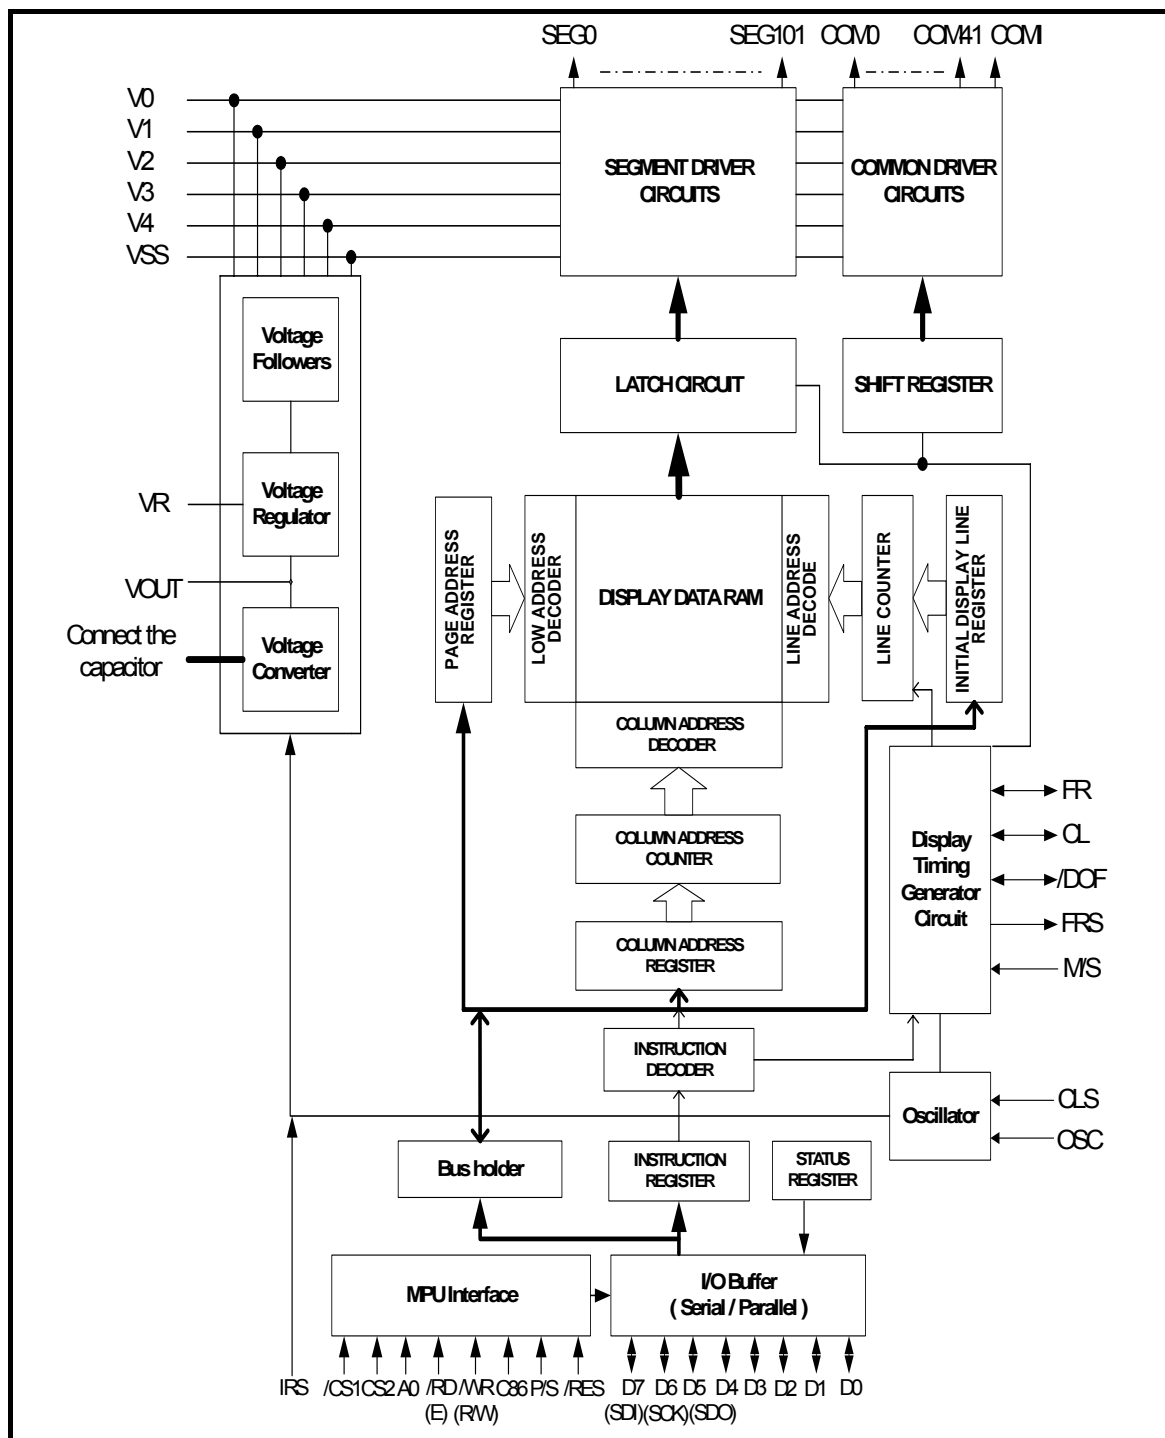 SEG0 SEG101 COM0 COM41 COMI
V0
V1
V2
V3
V4
VSS
SEGMENT DRIVER
CIRCUITS
COMMON DRIVER
CIRCUITS
Voltage
Followers
LATCH CIRCUIT
SHIFT REGISTER
VR
Voltage
Regulator
VOUT
Connect the
capacitor
Voltage
Converter
PAGE ADDRESS
REGISTER
LOW ADDRESS
DECODER
DISPLAY DATA RAM
LINE ADDRESS
DECODE
LINE COUNTER
INITIAL DISPLAY LINE
REGISTER
COLUMN ADDRESS
DECODER
COLUMN ADDRESS
COUNTER
COLUMN ADDRESS
REGISTER
Display
Timing
Generator
Circuit
FR
CL
/DOF
FRS
M/S
INSTRUCTION
DECODER
Oscillator
CLS
OSC
Bus holder
INSTRUCTION
REGISTER
STATUS
REGISTER
MPU Interface
I/O Buffer
( Serial / Parallel )
IRS /CS1 CS2 A0 /RD /WR C86 P/S /RES D7 D6 D5 D4 D3 D2 D1 D0
(E) (R/W) (SDI) (SCK) (SDO)